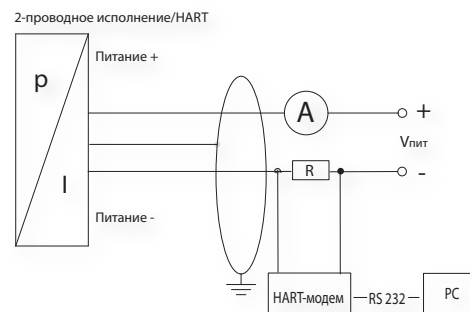 2-проводное исполнение/HART
Питание +
p
A
+
Vпит
R
-
I
Питание -
HART-модем
RS 232
PC